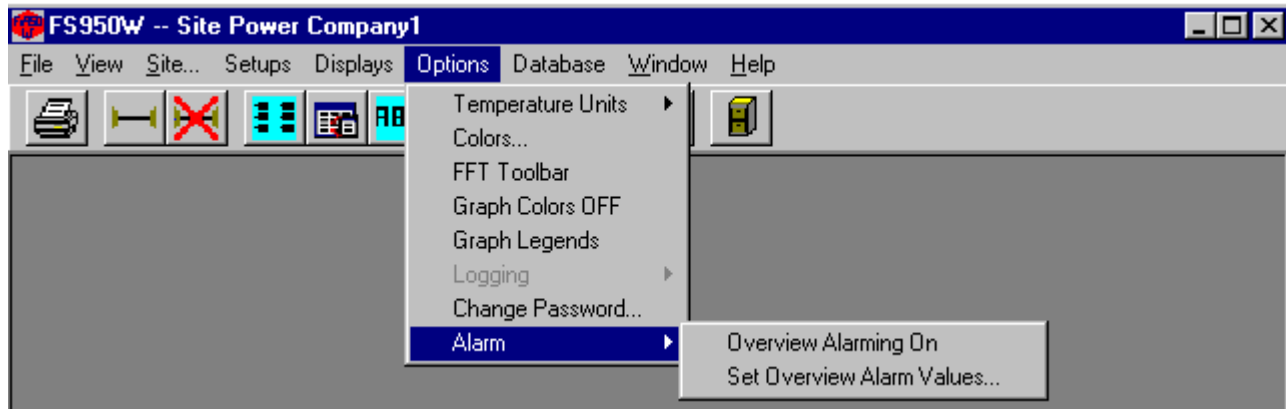 FS950W -- Site Power Company1
File View Site... Setups Displays Options Database Window Help
Temperature Units
Colors...
FFT Toolbar
Graph Colors OFF
Graph Legends
Logging
Change Password...
Alarm
Overview Alarming On
Set Overview Alarm Values...